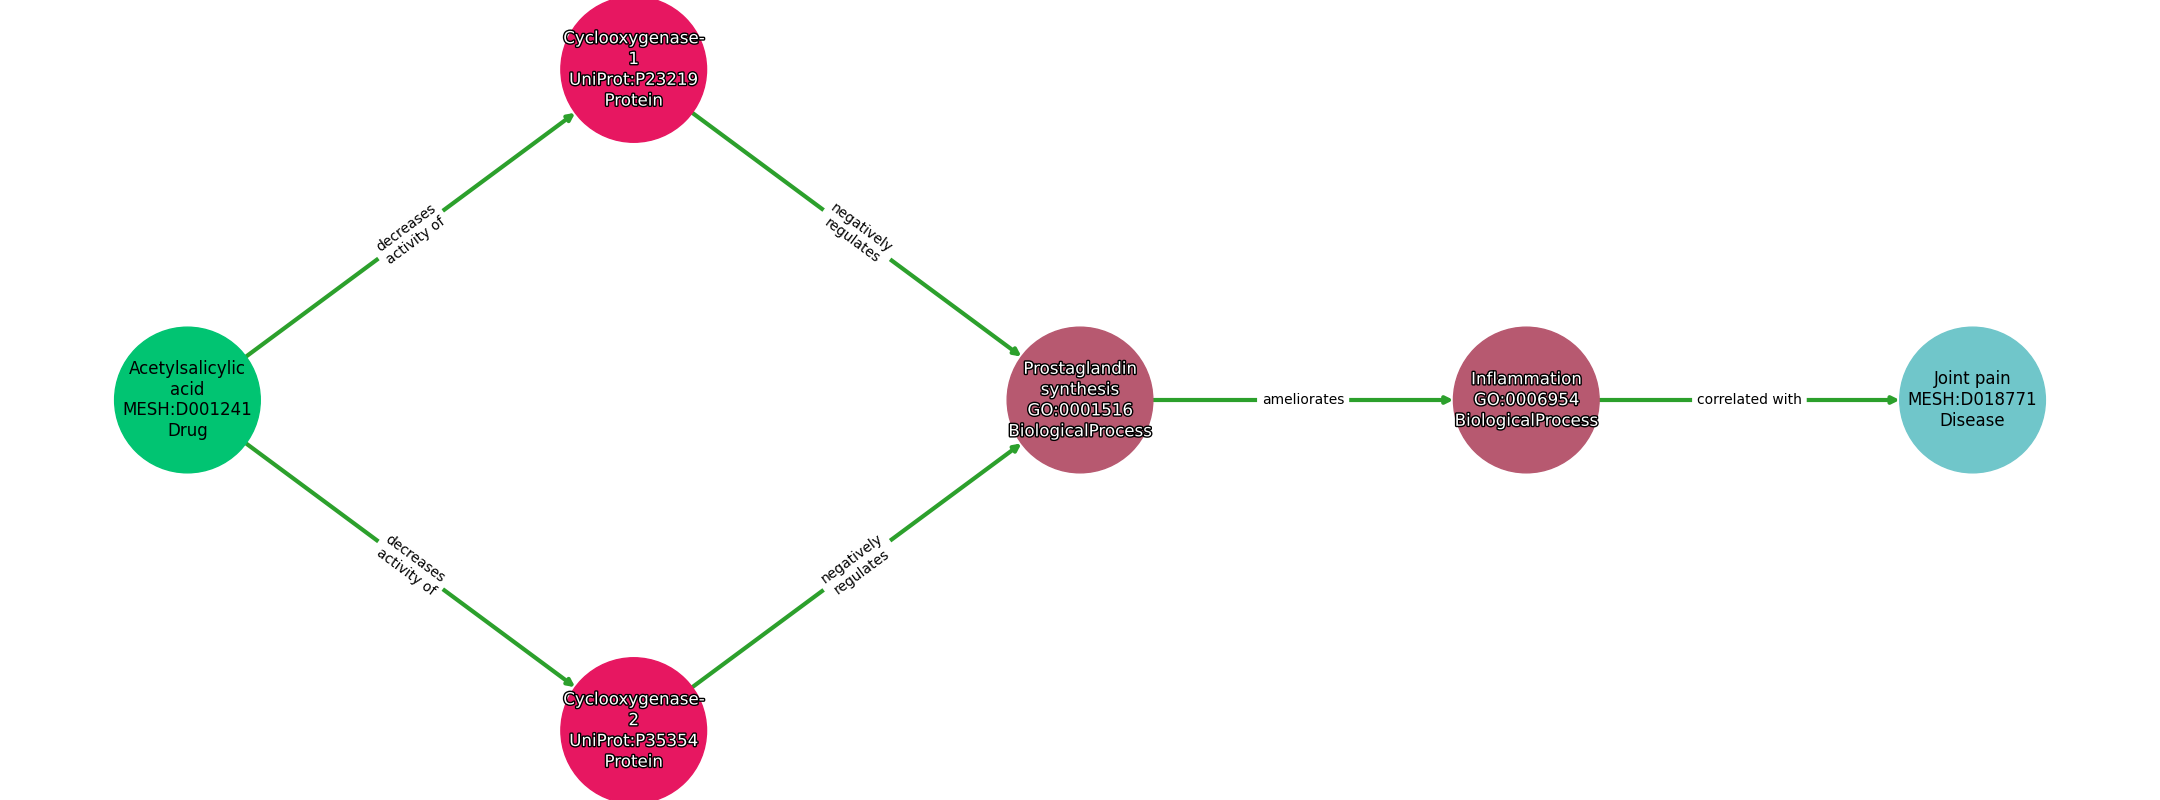 Cyclooxygenase-
1
UniProt:P23219
Protein
decreases
activity of
negatively
regulates
Acetylsalicylic
acid
MESH:D001241
Drug
Prostaglandin
synthesis
GO:0001516
BiologicalProcess
ameliorates
Inflammation
GO:0006954
BiologicalProcess
correlated with
Joint pain
MESH:D018771
Disease
decreases
activity of
negatively
regulates
Cyclooxygenase-
2
UniProt:P35354
Protein